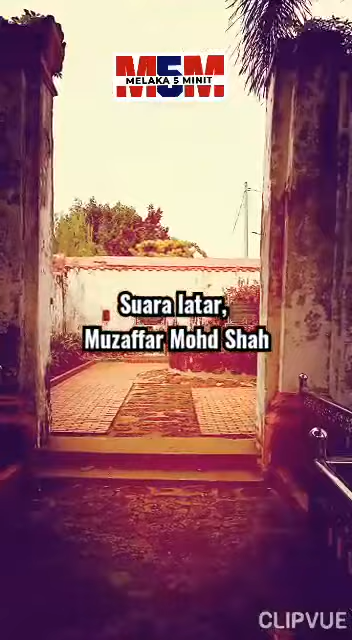 M5M
MELAKA 5 MINIT
Suara latar,
Muzaffar Mohd Shah
CLIPVUE